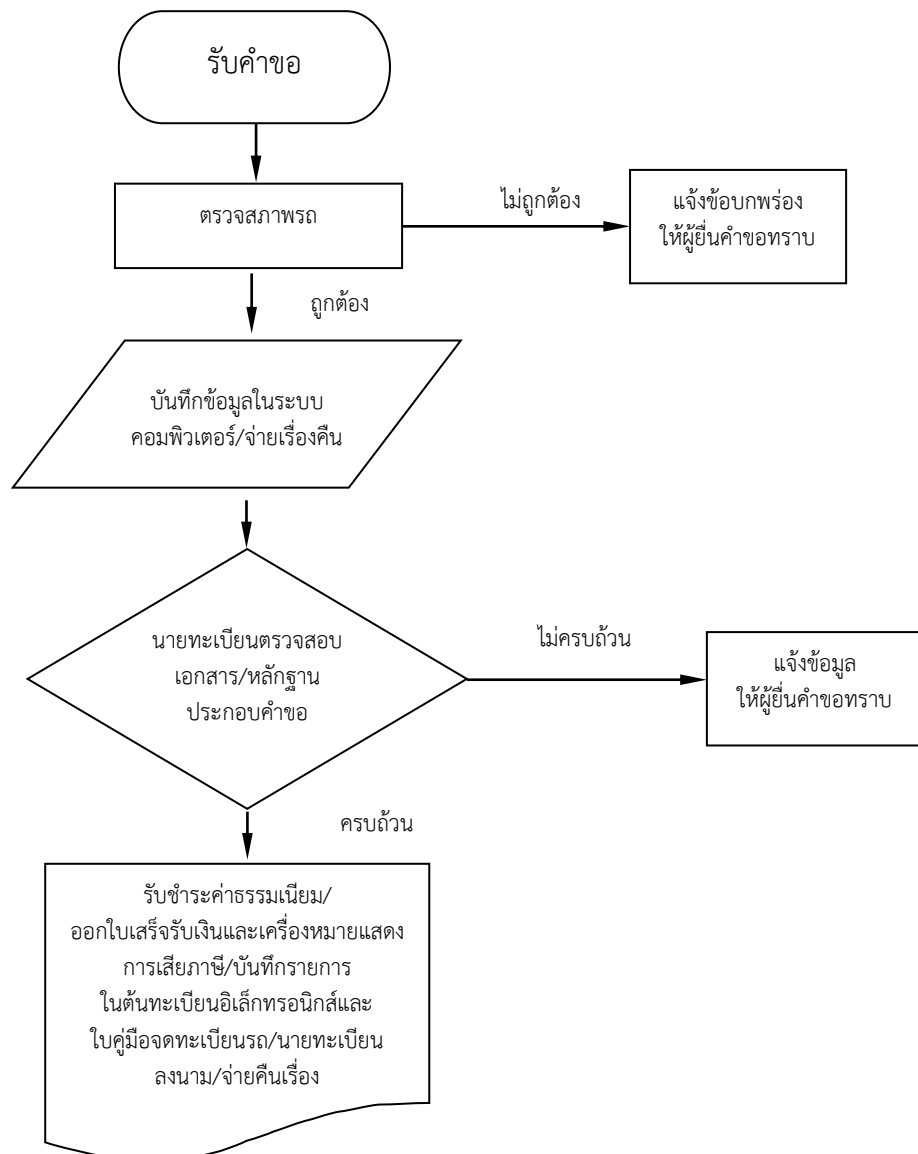 รับคำขอ
ตรวจสภาพรถ
ไม่ถูกต้อง
แจ้งข้อบกพร่อง
ให้ผู้ยื่นคำขอทราบ
ถูกต้อง
บันทึกข้อมูลในระบบ
คอมพิวเตอร์/จ่ายเรื่องคืน
นายทะเบียนตรวจสอบ
เอกสาร/หลักฐาน
ประกอบคำขอ
ไม่ครบถ้วน
แจ้งข้อมูล
ให้ผู้ยื่นคำขอทราบ
ครบถ้วน
รับชำระค่าธรรมเนียม/
ออกใบเสร็จรับเงินและเครื่องหมายแสดง
การเสียภาษี/บันทึกรายการ
ในต้นทะเบียนอิเล็กทรอนิกส์และ
ใบคู่มือจดทะเบียนรถ/นายทะเบียน
ลงนาม/จ่ายคืนเรื่อง